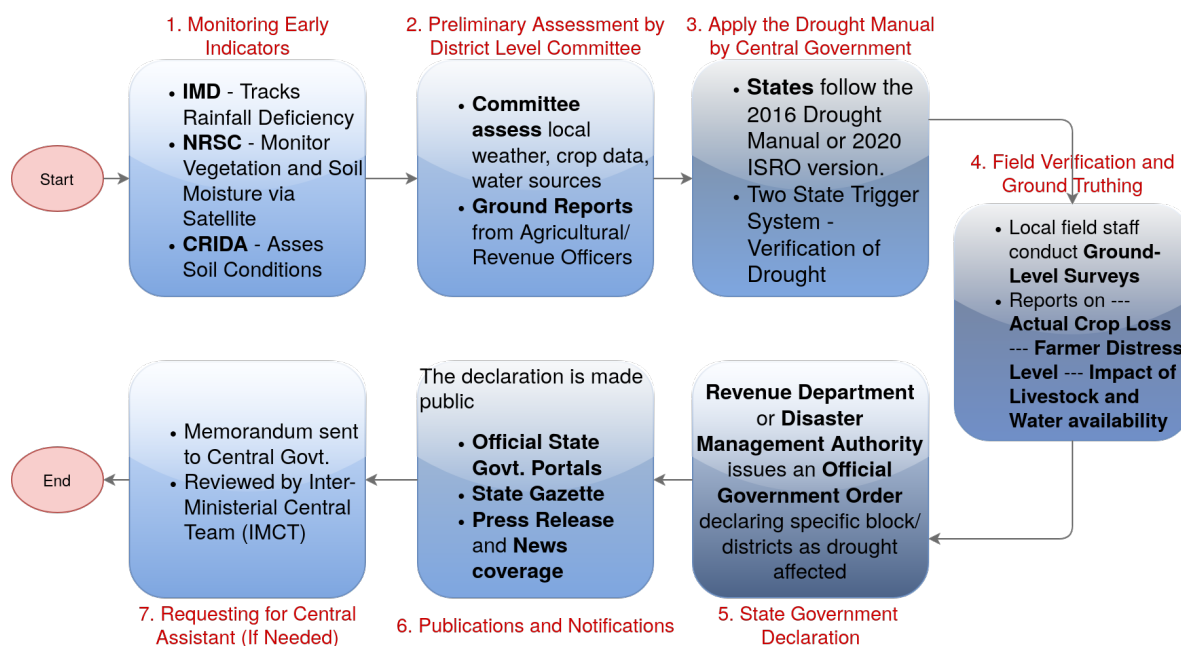 1. Monitoring Early
Indicators
2. Preliminary Assessment by
District Level Committee
3. Apply the Drought Manual
by Central Government
Start
• IMD - Tracks
Rainfall Deficiency
• NRSC - Monitor
Vegetation and Soil
Moisture via
Satellite
• CRIDA - Asses
Soil Conditions
• Committee
assess local
weather, crop data,
water sources
• Ground Reports
from Agricultural/
Revenue Officers
• States follow the
2016 Drought
Manual or 2020
ISRO version.
• Two State Trigger
System -
Verification of
Drought
4. Field Verification and
Ground Truthing
• Local field staff
conduct Ground-
Level Surveys
• Reports on ---
Actual Crop Loss
--- Farmer Distress
Level --- Impact of
Livestock and
Water availability
Revenue Department
or Disaster
Management Authority
issues an Official
Government Order
declaring specific block/
districts as drought
affected
5. State Government
Declaration
The declaration is made
public
• Official State
Govt. Portals
• State Gazette
• Press Release
and News
coverage
6. Publications and Notifications
• Memorandum sent
to Central Govt.
• Reviewed by Inter-
Ministerial Central
Team (IMCT)
7. Requesting for Central
Assistant (If Needed)
End